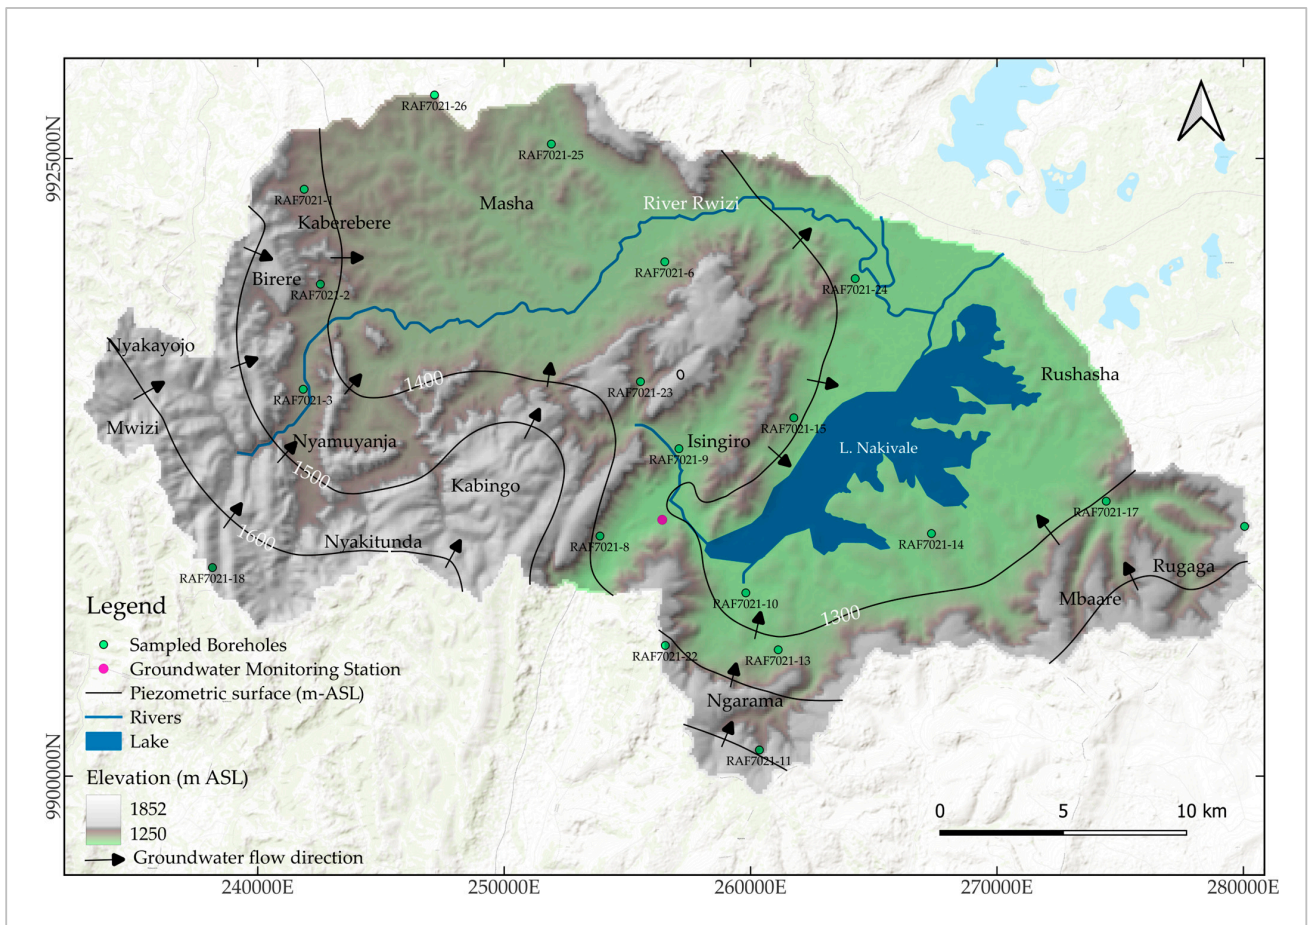 RAF7021-26
9925000N
RAF7021-25
RAF7021-1
Masha
River Rwizi
Kaberebere
RAF7021-6
Birere
RAF7021-2
RAF7021-24
Nyakayojo
Rushasha
1400
RAF7021-3
RAF7021-23
Mwizi
Nyamuyanja
RAF7021-15
Isingiro
L. Nakivale
RAF7021-9
1500
Kabingo
RAF7021-17
1600
Nyakitunda
RAF7021-8
RAF7021-14
Rugaga
RAF7021-18
Mbaare
RAF7021-10
1300
RAF7021-22
RAF7021-13
Ngarama
RAF7021-11
Legend
Sampled Boreholes
Groundwater Monitoring Station
Piezometric surface (m-ASL)
Rivers
Lake
Elevation (m ASL)
1852
1250
Groundwater flow direction
9900000N
0 5 10 km
240000E 250000E 260000E 270000E 280000E